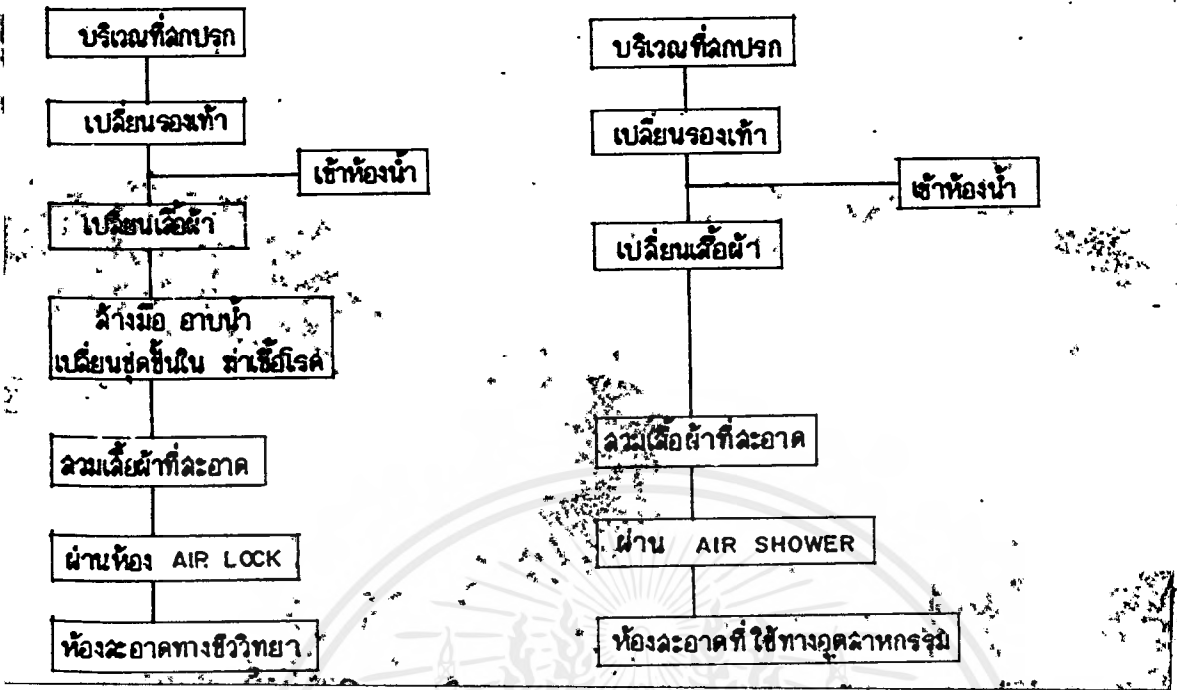 บริเวณที่สกปรก
เปลี่ยนรองเท้า
เข้าห้องน้ำ
เปลี่ยนเสื้อผ้า
ล้างมือ อาบน้ำ
เปลี่ยนชุดชั้นใน ฆ่าเชื้อโรค
สวมเสื้อผ้าที่สะอาด
ผ่านห้อง AIR LOCK
ห้องสะอาดทางชีววิทยา
บริเวณที่สกปรก
เปลี่ยนรองเท้า
เข้าห้องน้ำ
เปลี่ยนเสื้อผ้า
สวมเสื้อผ้าที่สะอาด
ผ่าน AIR SHOWER
ห้องสะอาดที่ใช้ทางอุตสาหกรรม